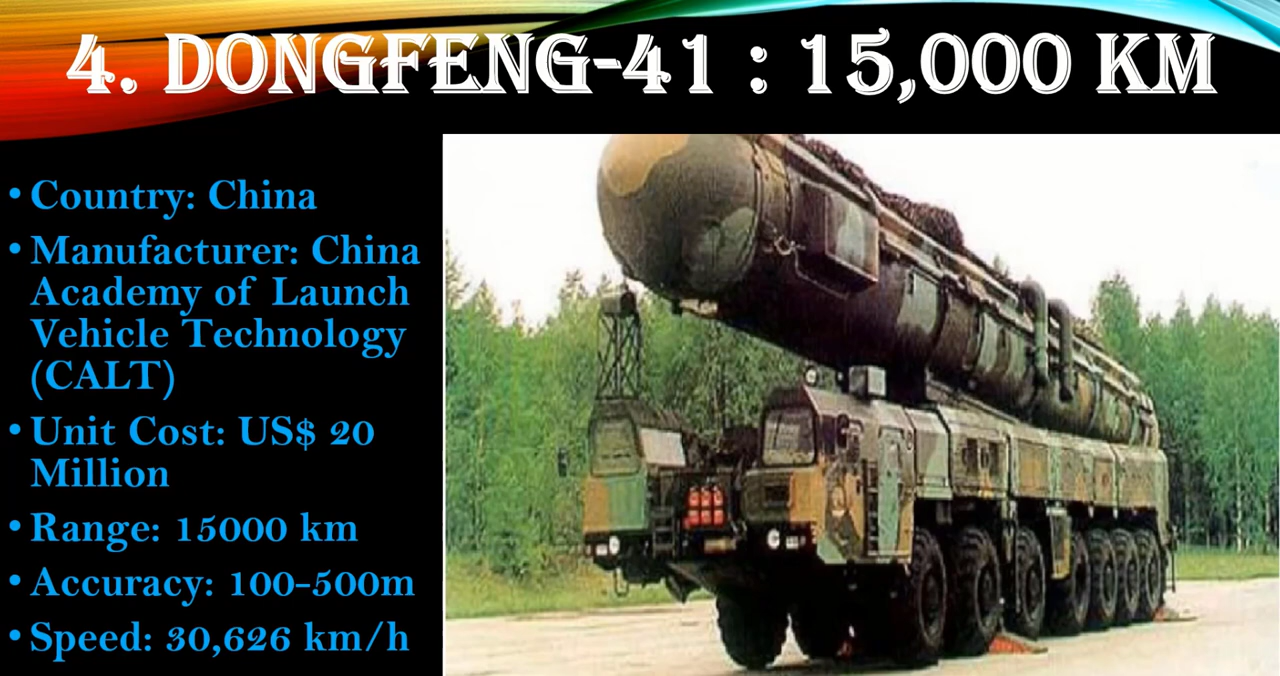 4. DONGFENG-41 : 15,000 KM
• Country: China
• Manufacturer: China
Academy of Launch
Vehicle Technology
(CALT)
• Unit Cost: US$ 20
Million
• Range: 15000 km
• Accuracy: 100-500m
• Speed: 30,626 km/h